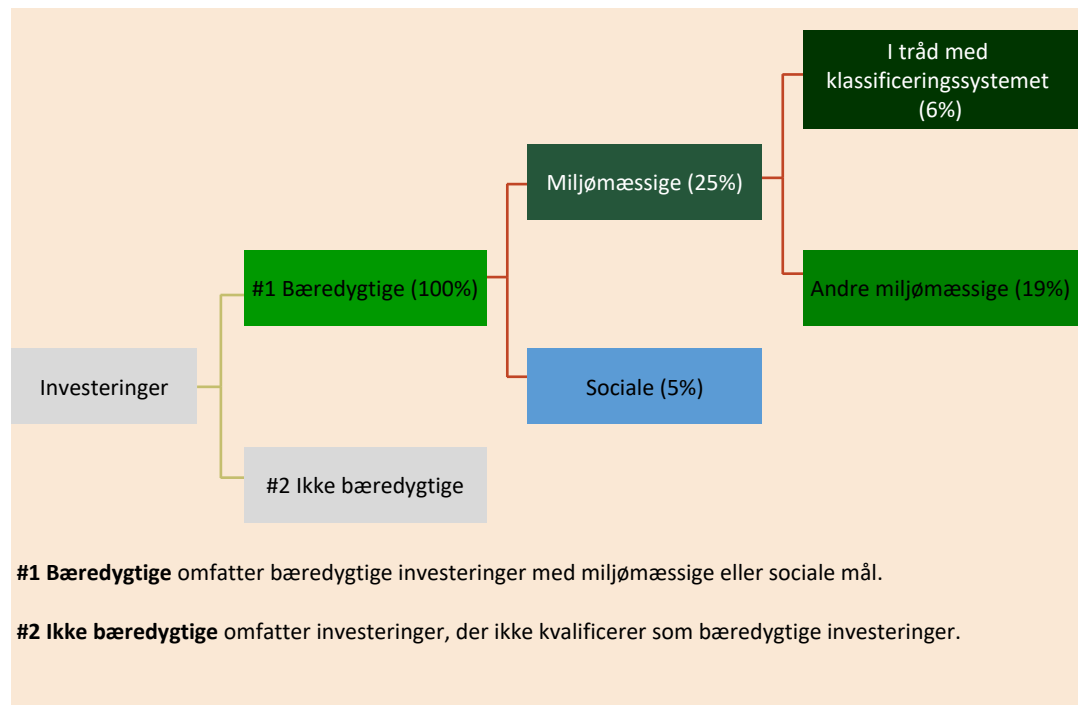 I tråd med
klassificeringssystemet
(6%)
Miljømæssige (25%)
#1 Bæredygtige (100%)
Andre miljømæssige (19%)
Investeringer
Sociale (5%)
#2 Ikke bæredygtige
#1 Bæredygtige omfatter bæredygtige investeringer med miljømæssige eller sociale mål.
#2 Ikke bæredygtige omfatter investeringer, der ikke kvalificerer som bæredygtige investeringer.